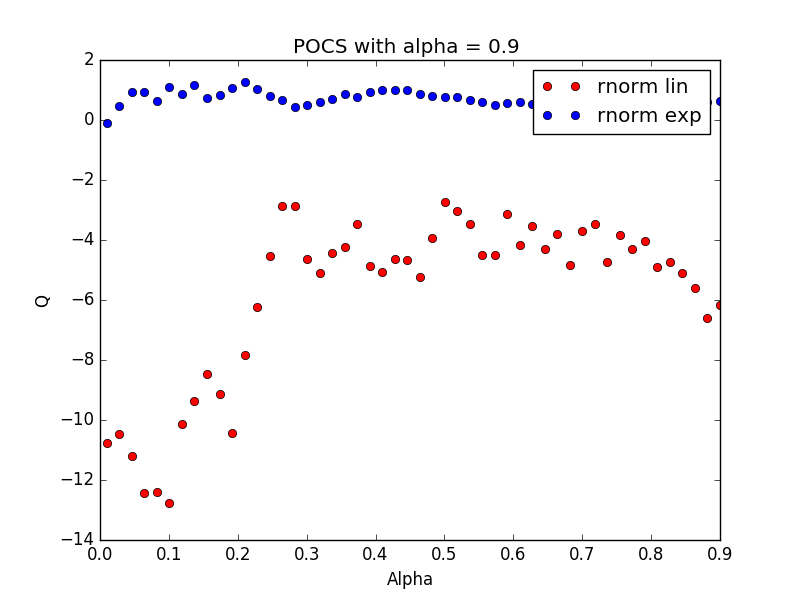 POCS with alpha = 0.9
rnorm lin
rnorm exp
2
0
−2
−4
−6
−8
−10
−12
−14
Q
0.0 0.1 0.2 0.3 0.4 0.5 0.6 0.7 0.8 0.9
Alpha